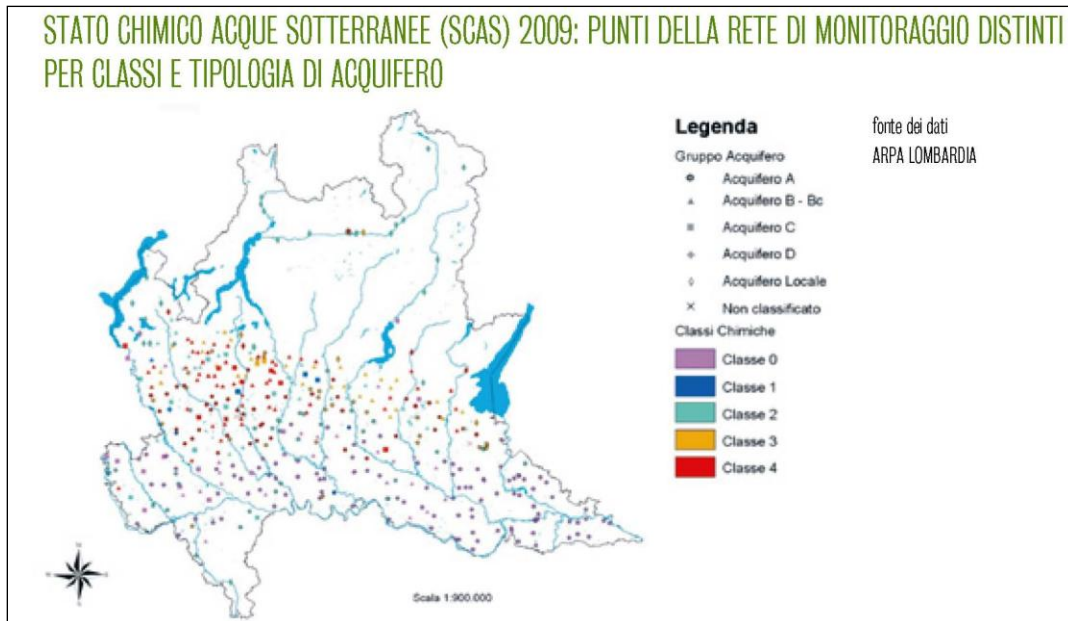 STATO CHIMICO ACQUE SOTTERRANEE (SCAS) 2009: PUNTI DELLA RETE DI MONITORAGGIO DISTINTI
PER CLASSI E TIPOLOGIA DI ACQUIFERO
Legenda
fonte dei dati
ARPA LOMBARDIA
Gruppo Acquifero
Acquifero A
Acquifero B - Bc
Acquifero C
Acquifero D
Acquifero Locale
Non classificato
Classi Chimiche
Classe 0
Classe 1
Classe 2
Classe 3
Classe 4
Scala 1:900.000